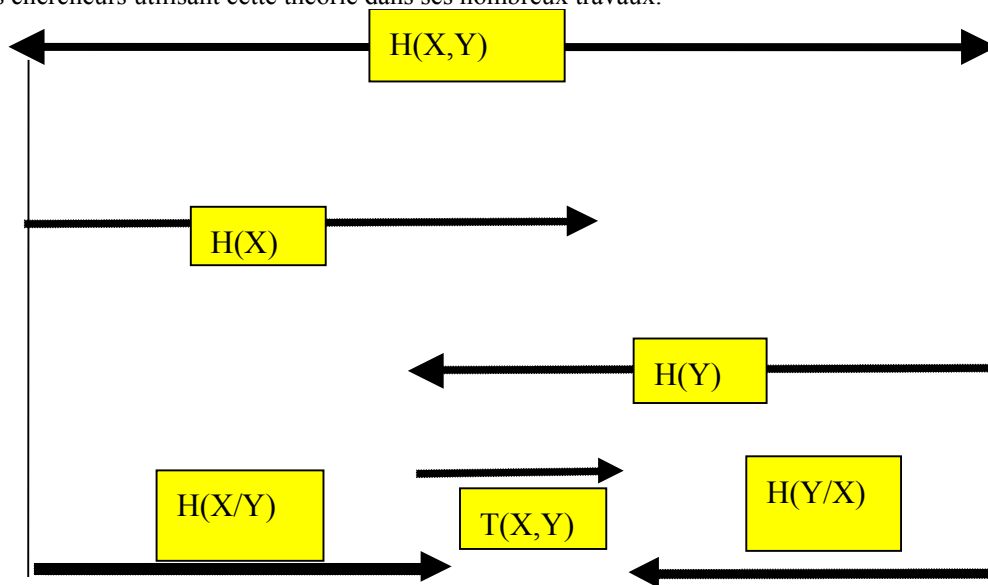 chercheurs utilisant cette théorie dans ses nombreux travaux.
H(X,Y)
H(X)
H(Y)
H(X/Y)
T(X,Y)
H(Y/X)